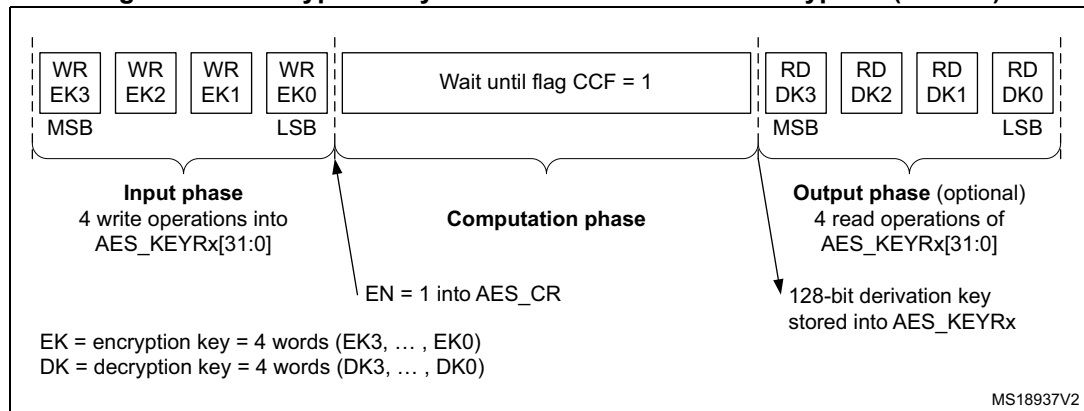 WR EK3
WR EK2
WR EK1
WR EK0
Wait until flag CCF = 1
RD DK3
RD DK2
RD DK1
RD DK0
MSB
LSB
MSB
LSB
Input phase
4 write operations into
AES_KEYRx[31:0]
Computation phase
Output phase (optional)
4 read operations of
AES_KEYRx[31:0]
EN = 1 into AES_CR
128-bit derivation key
stored into AES_KEYRx
EK = encryption key = 4 words (EK3, … , EK0)
DK = decryption key = 4 words (DK3, … , DK0)
MS18937V2